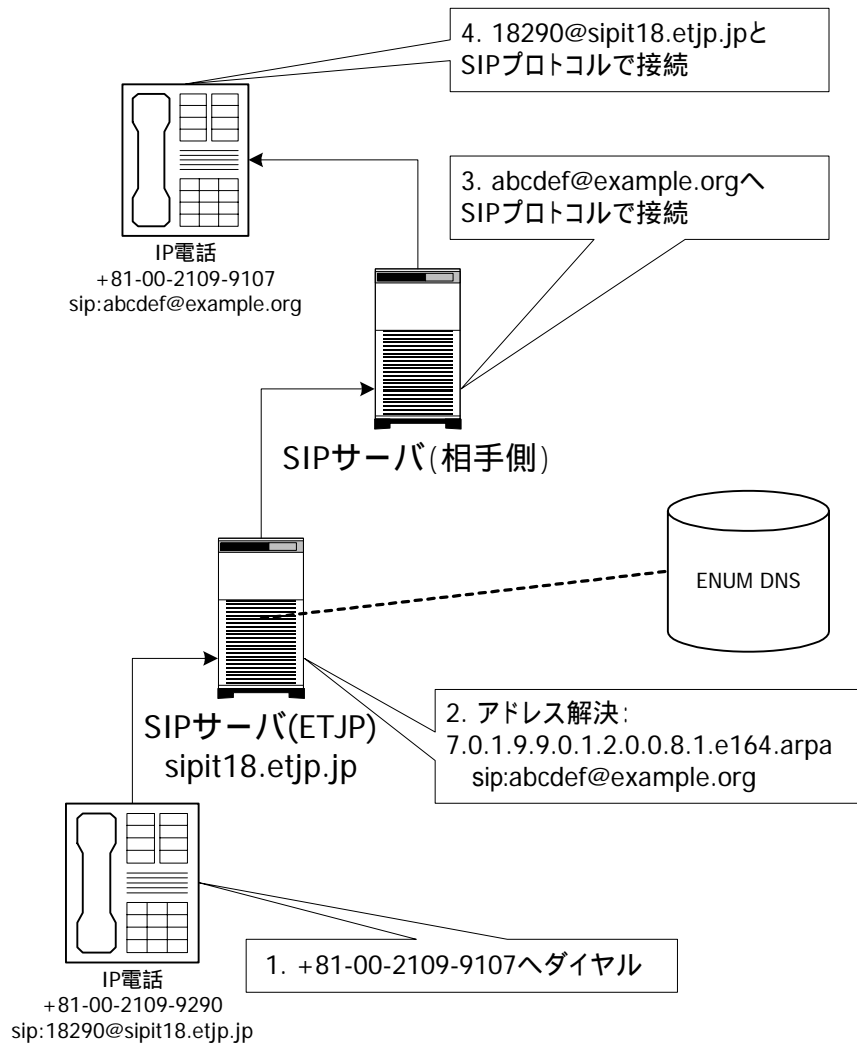 4. 18290@sipit18.etjp.jpと
SIPプロトコルで接続
3. abcdef@example.orgへ
SIPプロトコルで接続
IP電話
+81-00-2109-9107
sip:abcdef@example.org
SIPサーバ(相手側)
ENUM DNS
SIPサーバ(ETJP)
sipit18.etjp.jp
2. アドレス解決:
7.0.1.9.9.0.1.2.0.0.8.1.e164.arpa
sip:abcdef@example.org
1. +81-00-2109-9107へダイヤル
IP電話
+81-00-2109-9290
sip:18290@sipit18.etjp.jp